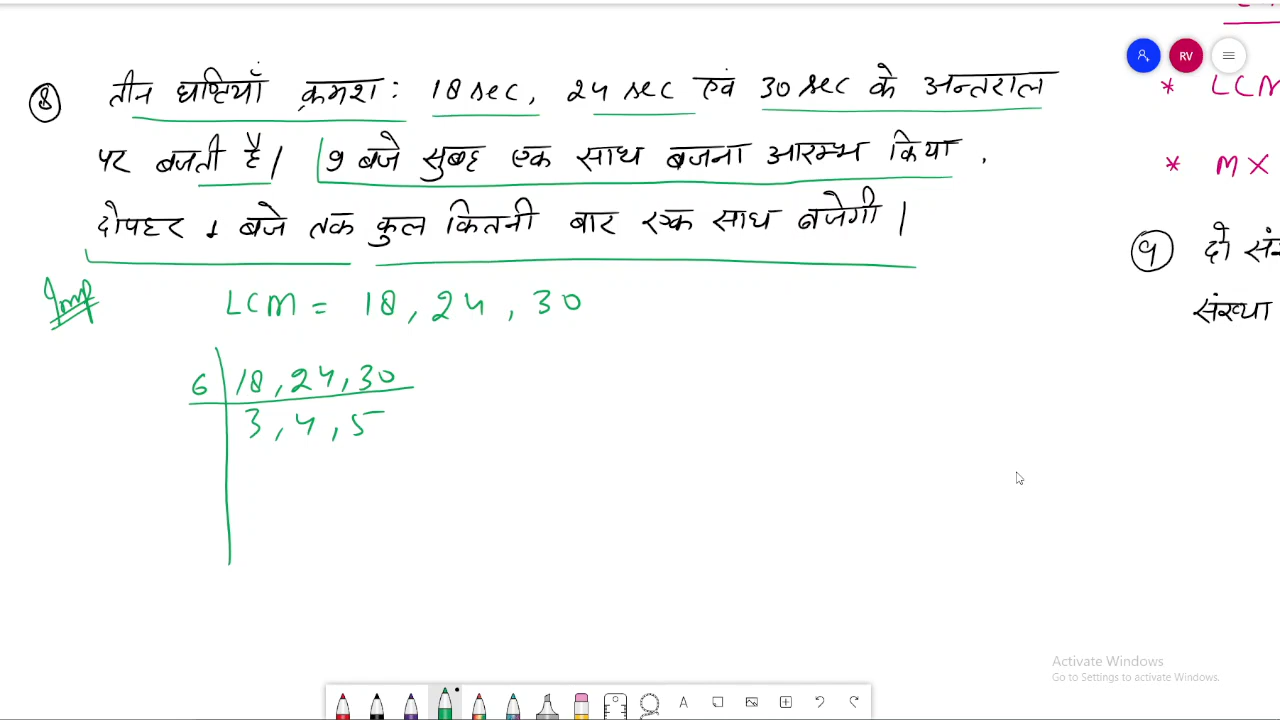 RV
⑧ तीन घण्टियाँ क्रमश: 18 sec, 24 sec एवं 30 sec के अन्तराल
पर बजती है। 9 बजे सुबह एक साथ बजना आरम्भ किया ,
दोपहर 1 बजे तक कुल कितनी बार एक साथ बजेगी।
* LCM
* M X
⑨ दो सं
संख्या
Imp
LCM = 18, 24, 30
6 | 18, 24, 30
3, 4, 5
Activate Windows
Go to Settings to activate Windows.
A